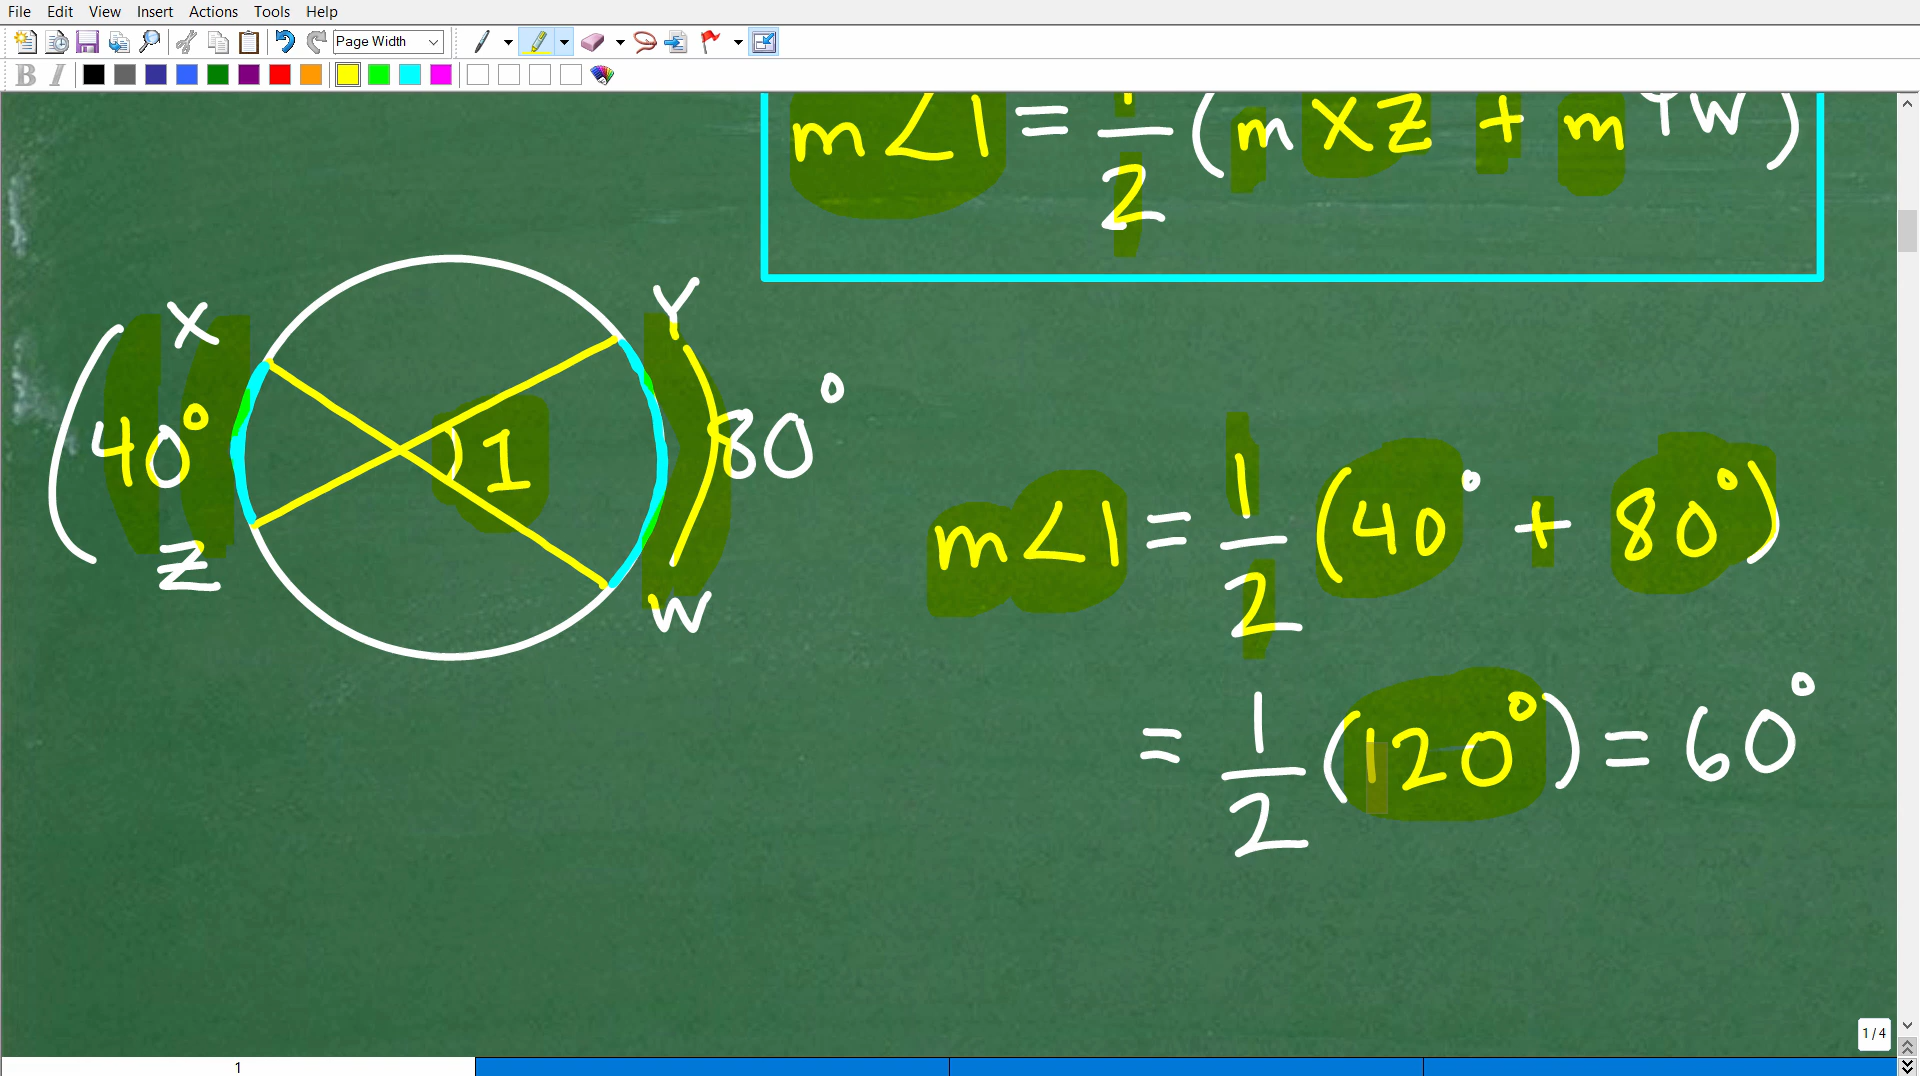 File Edit View Insert Actions Tools Help
Page Width
B I
m∠1 = 1/2 (m XZ + m YW)
X
Y
40°
1
80°
Z
W
m∠1 = 1/2 (40° + 80°)
= 1/2 (120°) = 60°
1 / 4
1